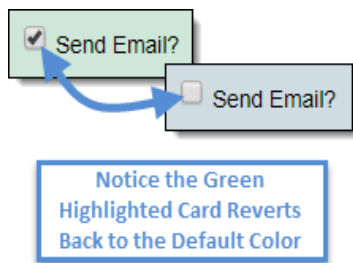 Send Email?
Send Email?
Notice the Green
Highlighted Card Reverts
Back to the Default Color